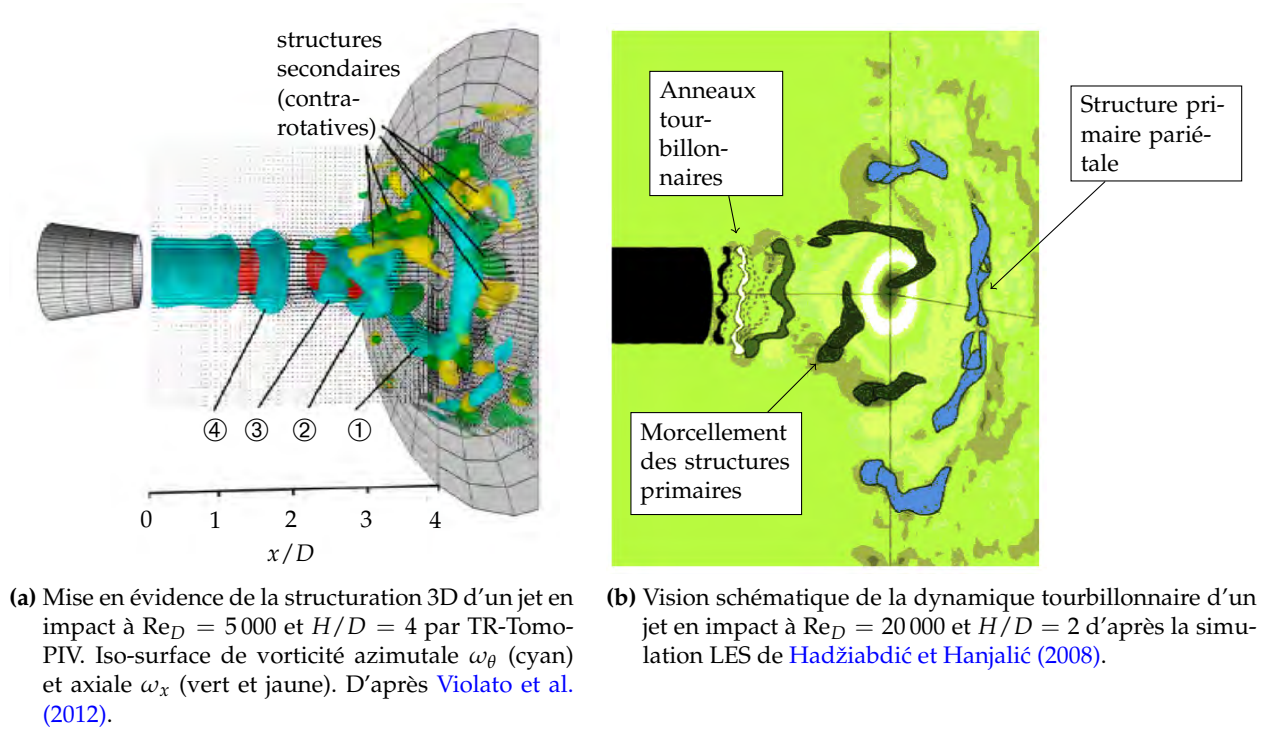 structures
secondaires
(contra-
rotatives)
④ ③ ② ①
0 1 2 3 4
x/D
(a) Mise en évidence de la structuration 3D d'un jet en
impact à Re_D = 5 000 et H/D = 4 par TR-Tomo-
PIV. Iso-surface de vorticité azimutale ω_θ (cyan)
et axiale ω_x (vert et jaune). D'après Violato et al.
(2012).
Anneaux
tour-
billon-
naires
Structure pri-
maire parié-
tale
Morcellement
des structures
primaires
(b) Vision schématique de la dynamique tourbillonnaire d'un
jet en impact à Re_D = 20 000 et H/D = 2 d'après la simu-
lation LES de Hadžiabdić et Hanjalić (2008).